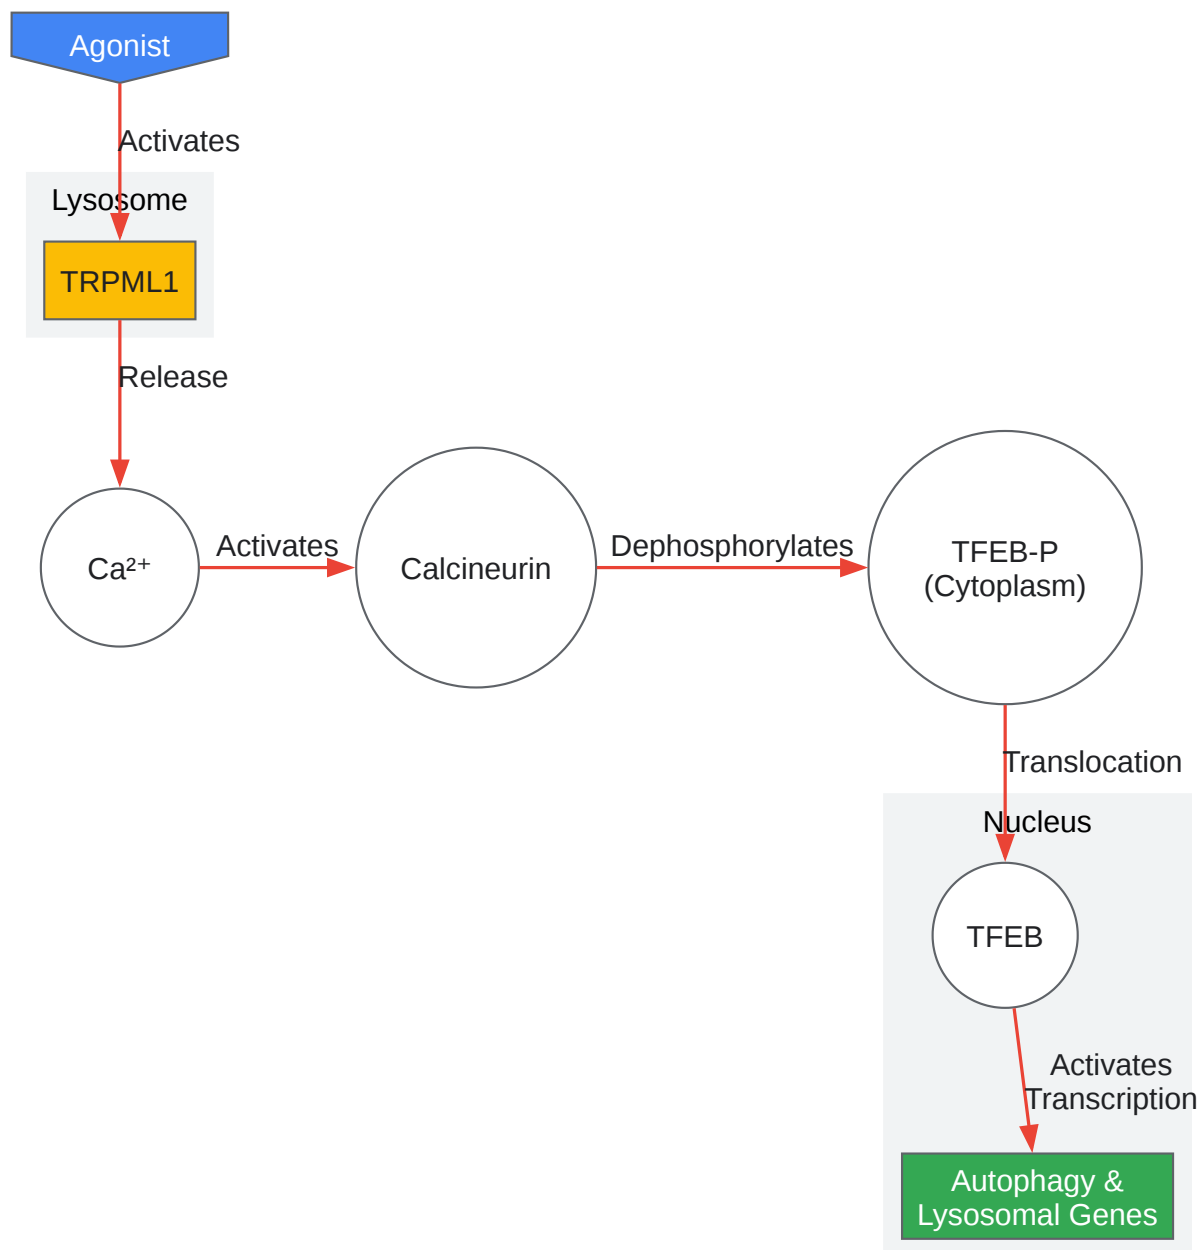 Agonist
Activates
Lysosome
TRPML1
Release
Ca²⁺
Activates
Calcineurin
Dephosphorylates
TFEB-P
(Cytoplasm)
Translocation
Nucleus
TFEB
Activates
Transcription
Autophagy &
Lysosomal Genes